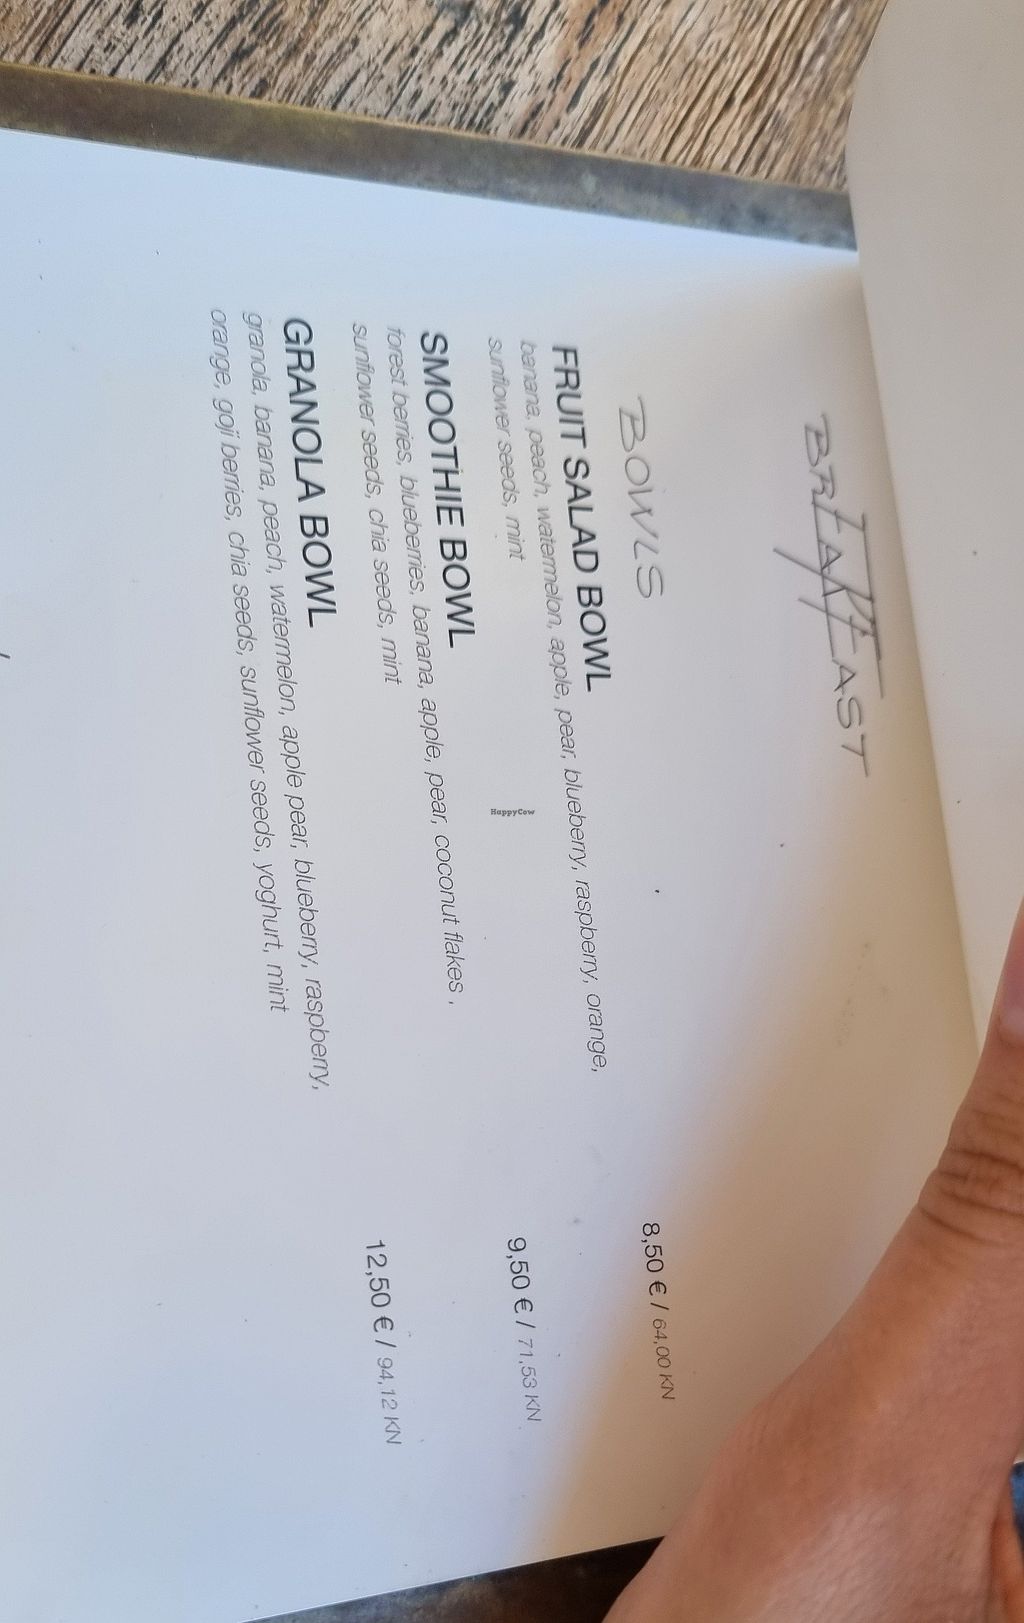 BREAKFAST
BOWLS
FRUIT SALAD BOWL
banana, peach, watermelon, apple, pear, blueberry, raspberry, orange,
sunflower seeds, mint
8,50 € / 64,00 KN
SMOOTHIE BOWL
forest berries, blueberries, banana, apple, pear, coconut flakes ,
sunflower seeds, chia seeds, mint
9,50 € / 71,53 KN
GRANOLA BOWL
granola, banana, peach, watermelon, apple pear, blueberry, raspberry,
orange, goji berries, chia seeds, sunflower seeds, yoghurt, mint
12,50 € / 94,12 KN
HappyCow